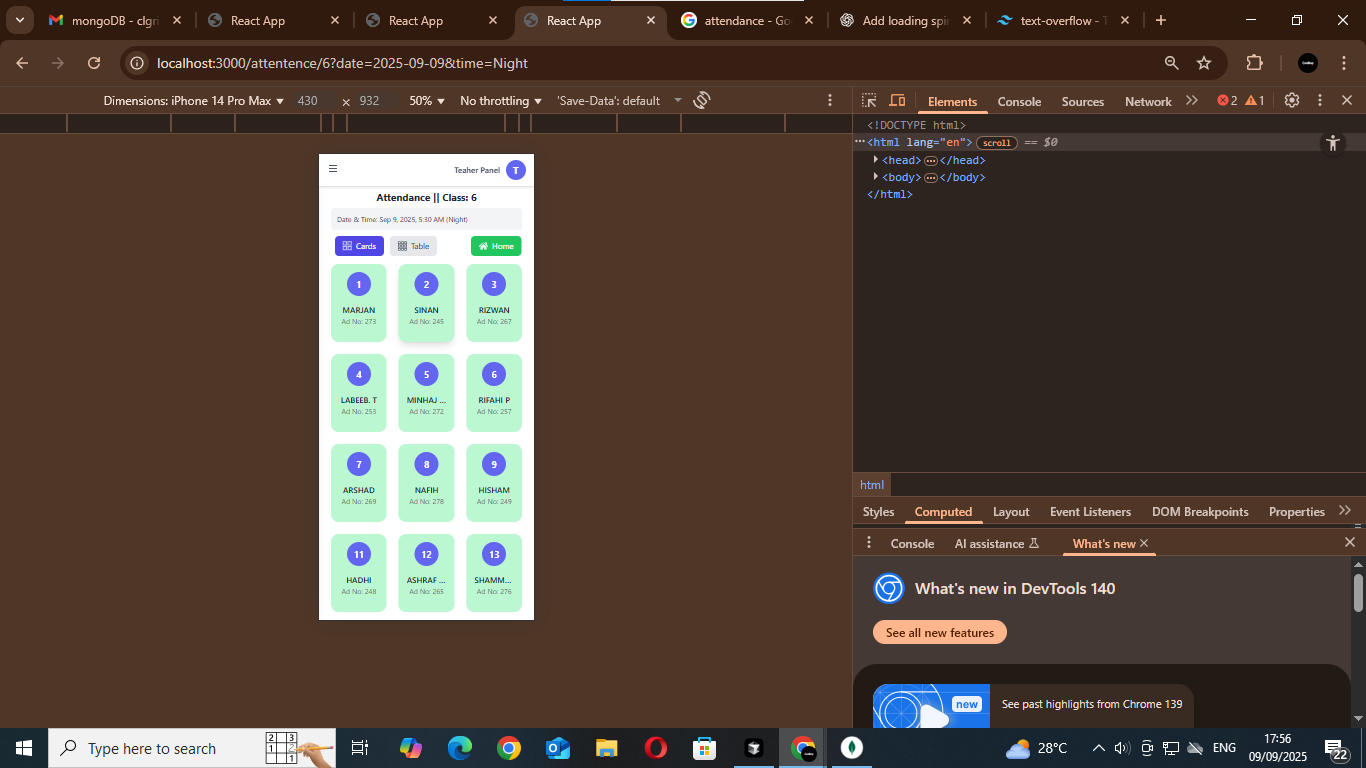 mongoDB - clgri
React App
React App
React App
attendance - Goo
Add loading spin
text-overflow - T
localhost:3000/attentence/6?date=2025-09-09&time=Night
Dimensions: iPhone 14 Pro Max 430 × 932 50% No throttling 'Save-Data': default
Elements Console Sources Network 2 1
<!DOCTYPE html>
<html lang="en"> scroll == $0
<head> ••• </head>
<body> ••• </body>
</html>
Teaher Panel T
Attendance || Class: 6
Date & Time: Sep 9, 2025, 5:30 AM (Night)
Cards Table Home
1 2 3
MARJAN SINAN RIZWAN
Ad No: 273 Ad No: 245 Ad No: 267
4 5 6
LABEEB. T MINHAJ ... RIFAHI P
Ad No: 253 Ad No: 272 Ad No: 257
7 8 9
ARSHAD NAFIH HISHAM
Ad No: 269 Ad No: 278 Ad No: 249
11 12 13
HADHI ASHRAF ... SHAMM...
Ad No: 248 Ad No: 265 Ad No: 276
html
Styles Computed Layout Event Listeners DOM Breakpoints Properties
Console AI assistance What's new
What's new in DevTools 140
See all new features
new
See past highlights from Chrome 139
Type here to search
28°C ENG
17:56
09/09/2025
22